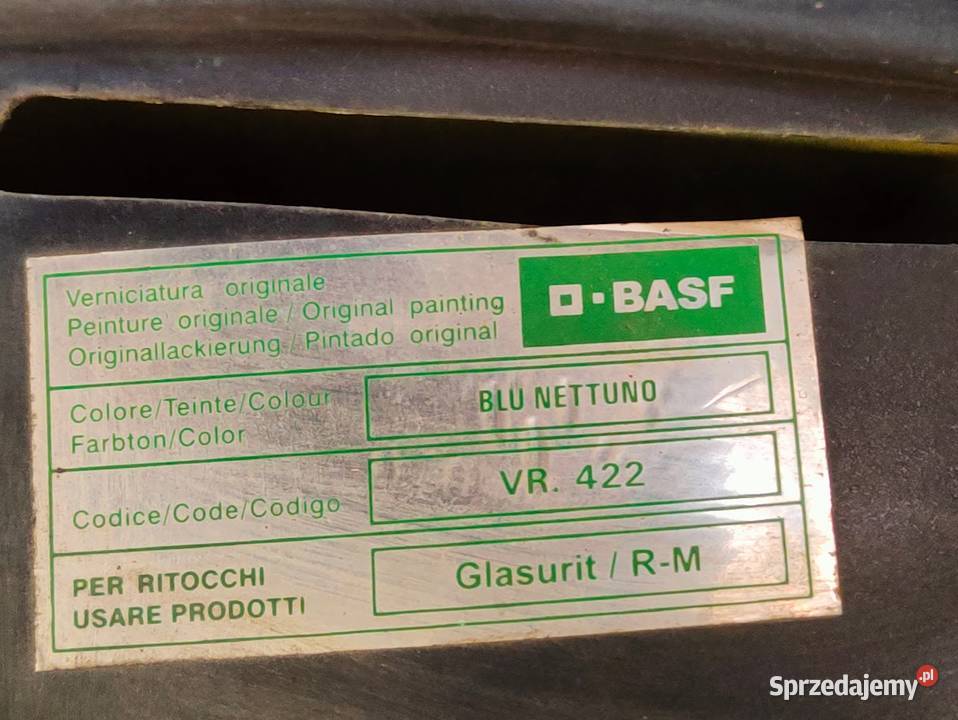 Verniciatura originale
Peinture originale / Original painting
Originallackierung / Pintado original
BASF
Colore/Teinte/Colour
Farbton/Color
BLU NETTUNO
Codice/Code/Código
VR. 422
PER RITOCCHI
USARE PRODOTTI
Glasurit / R-M
Sprzedajemy.pl